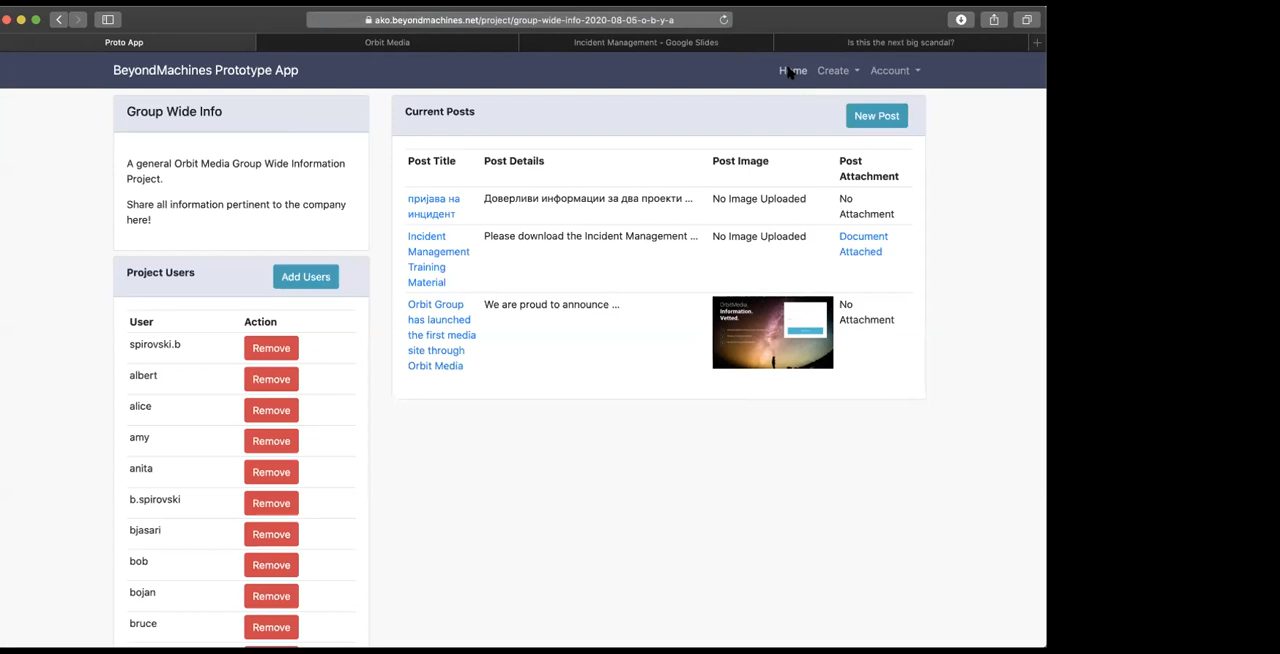 ako.beyondmachines.net/project/group-wide-info-2020-08-05-o-b-y-a
Proto App
Orbit Media
Incident Management - Google Slides
Is this the next big scandal?
BeyondMachines Prototype App
Home
Create
Account
Group Wide Info
A general Orbit Media Group Wide Information
Project.
Share all information pertinent to the company
here!
Project Users
Add Users
User
Action
spirovski.b
Remove
albert
Remove
alice
Remove
amy
Remove
anita
Remove
b.spirovski
Remove
bjasari
Remove
bob
Remove
bojan
Remove
bruce
Remove
Current Posts
New Post
Post Title
Post Details
Post Image
Post
Attachment
пријава на
инцидент
Доверливи информации за два проекти ...
No Image Uploaded
No
Attachment
Incident
Management
Training
Material
Please download the Incident Management ...
No Image Uploaded
Document
Attached
Orbit Group
has launched
the first media
site through
Orbit Media
We are proud to announce ...
OrbitMedia
Information.
Vetted.
No
Attachment